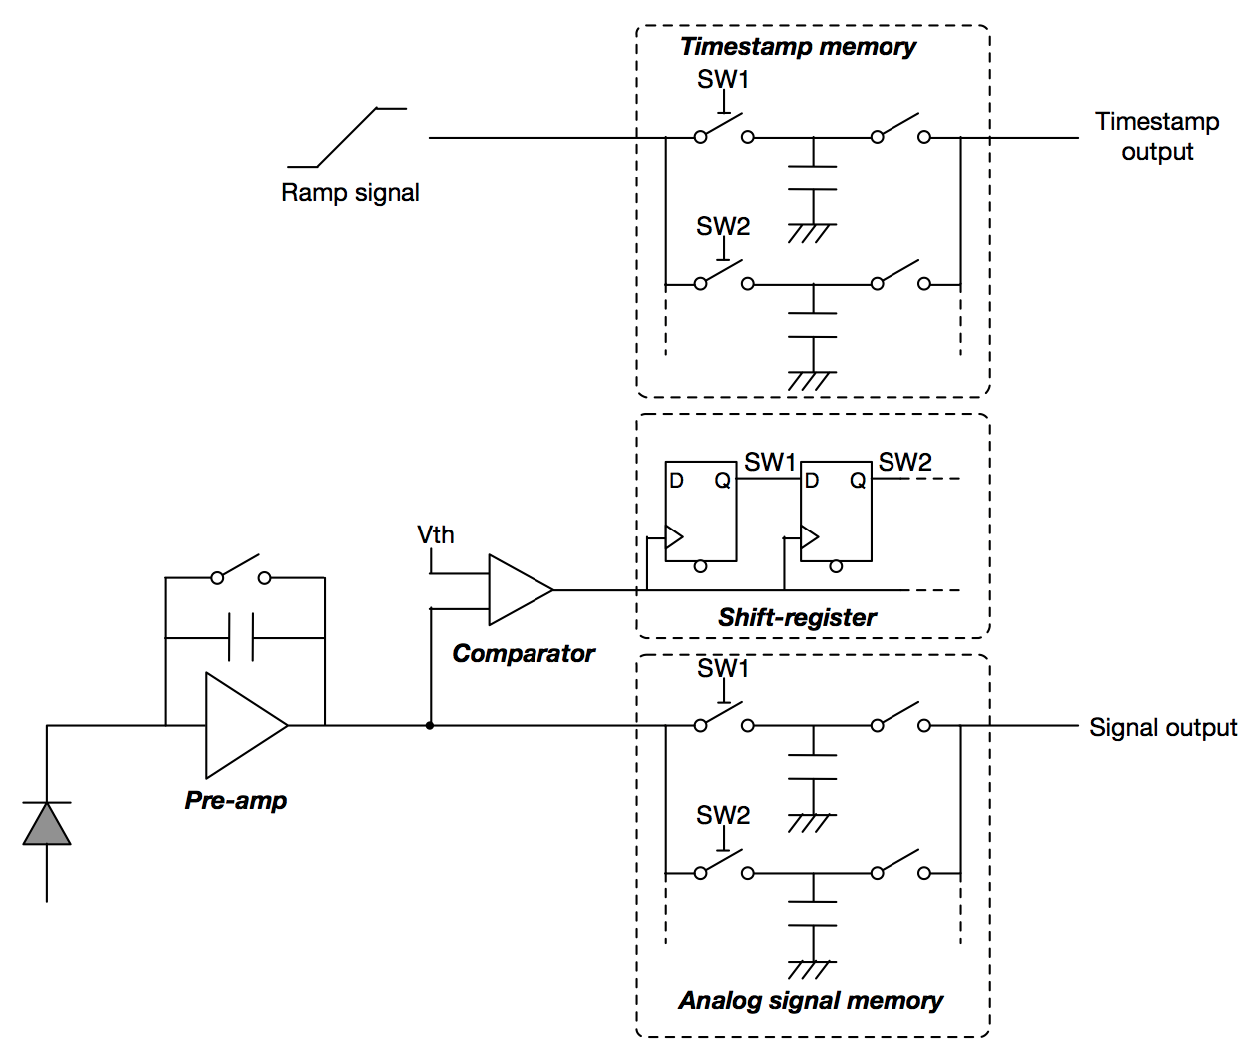 Timestamp memory
SW1
Timestamp
output
Ramp signal
SW2
SW1 SW2
D Q D Q
Vth
Shift-register
Comparator
SW1
Signal output
Pre-amp
SW2
Analog signal memory